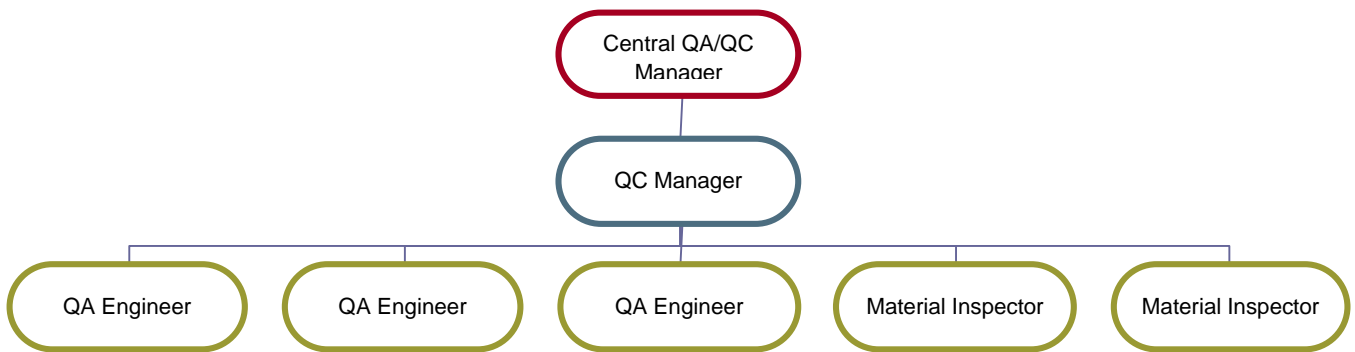 Central QA/QC
Manager
QC Manager
QA Engineer
QA Engineer
QA Engineer
Material Inspector
Material Inspector